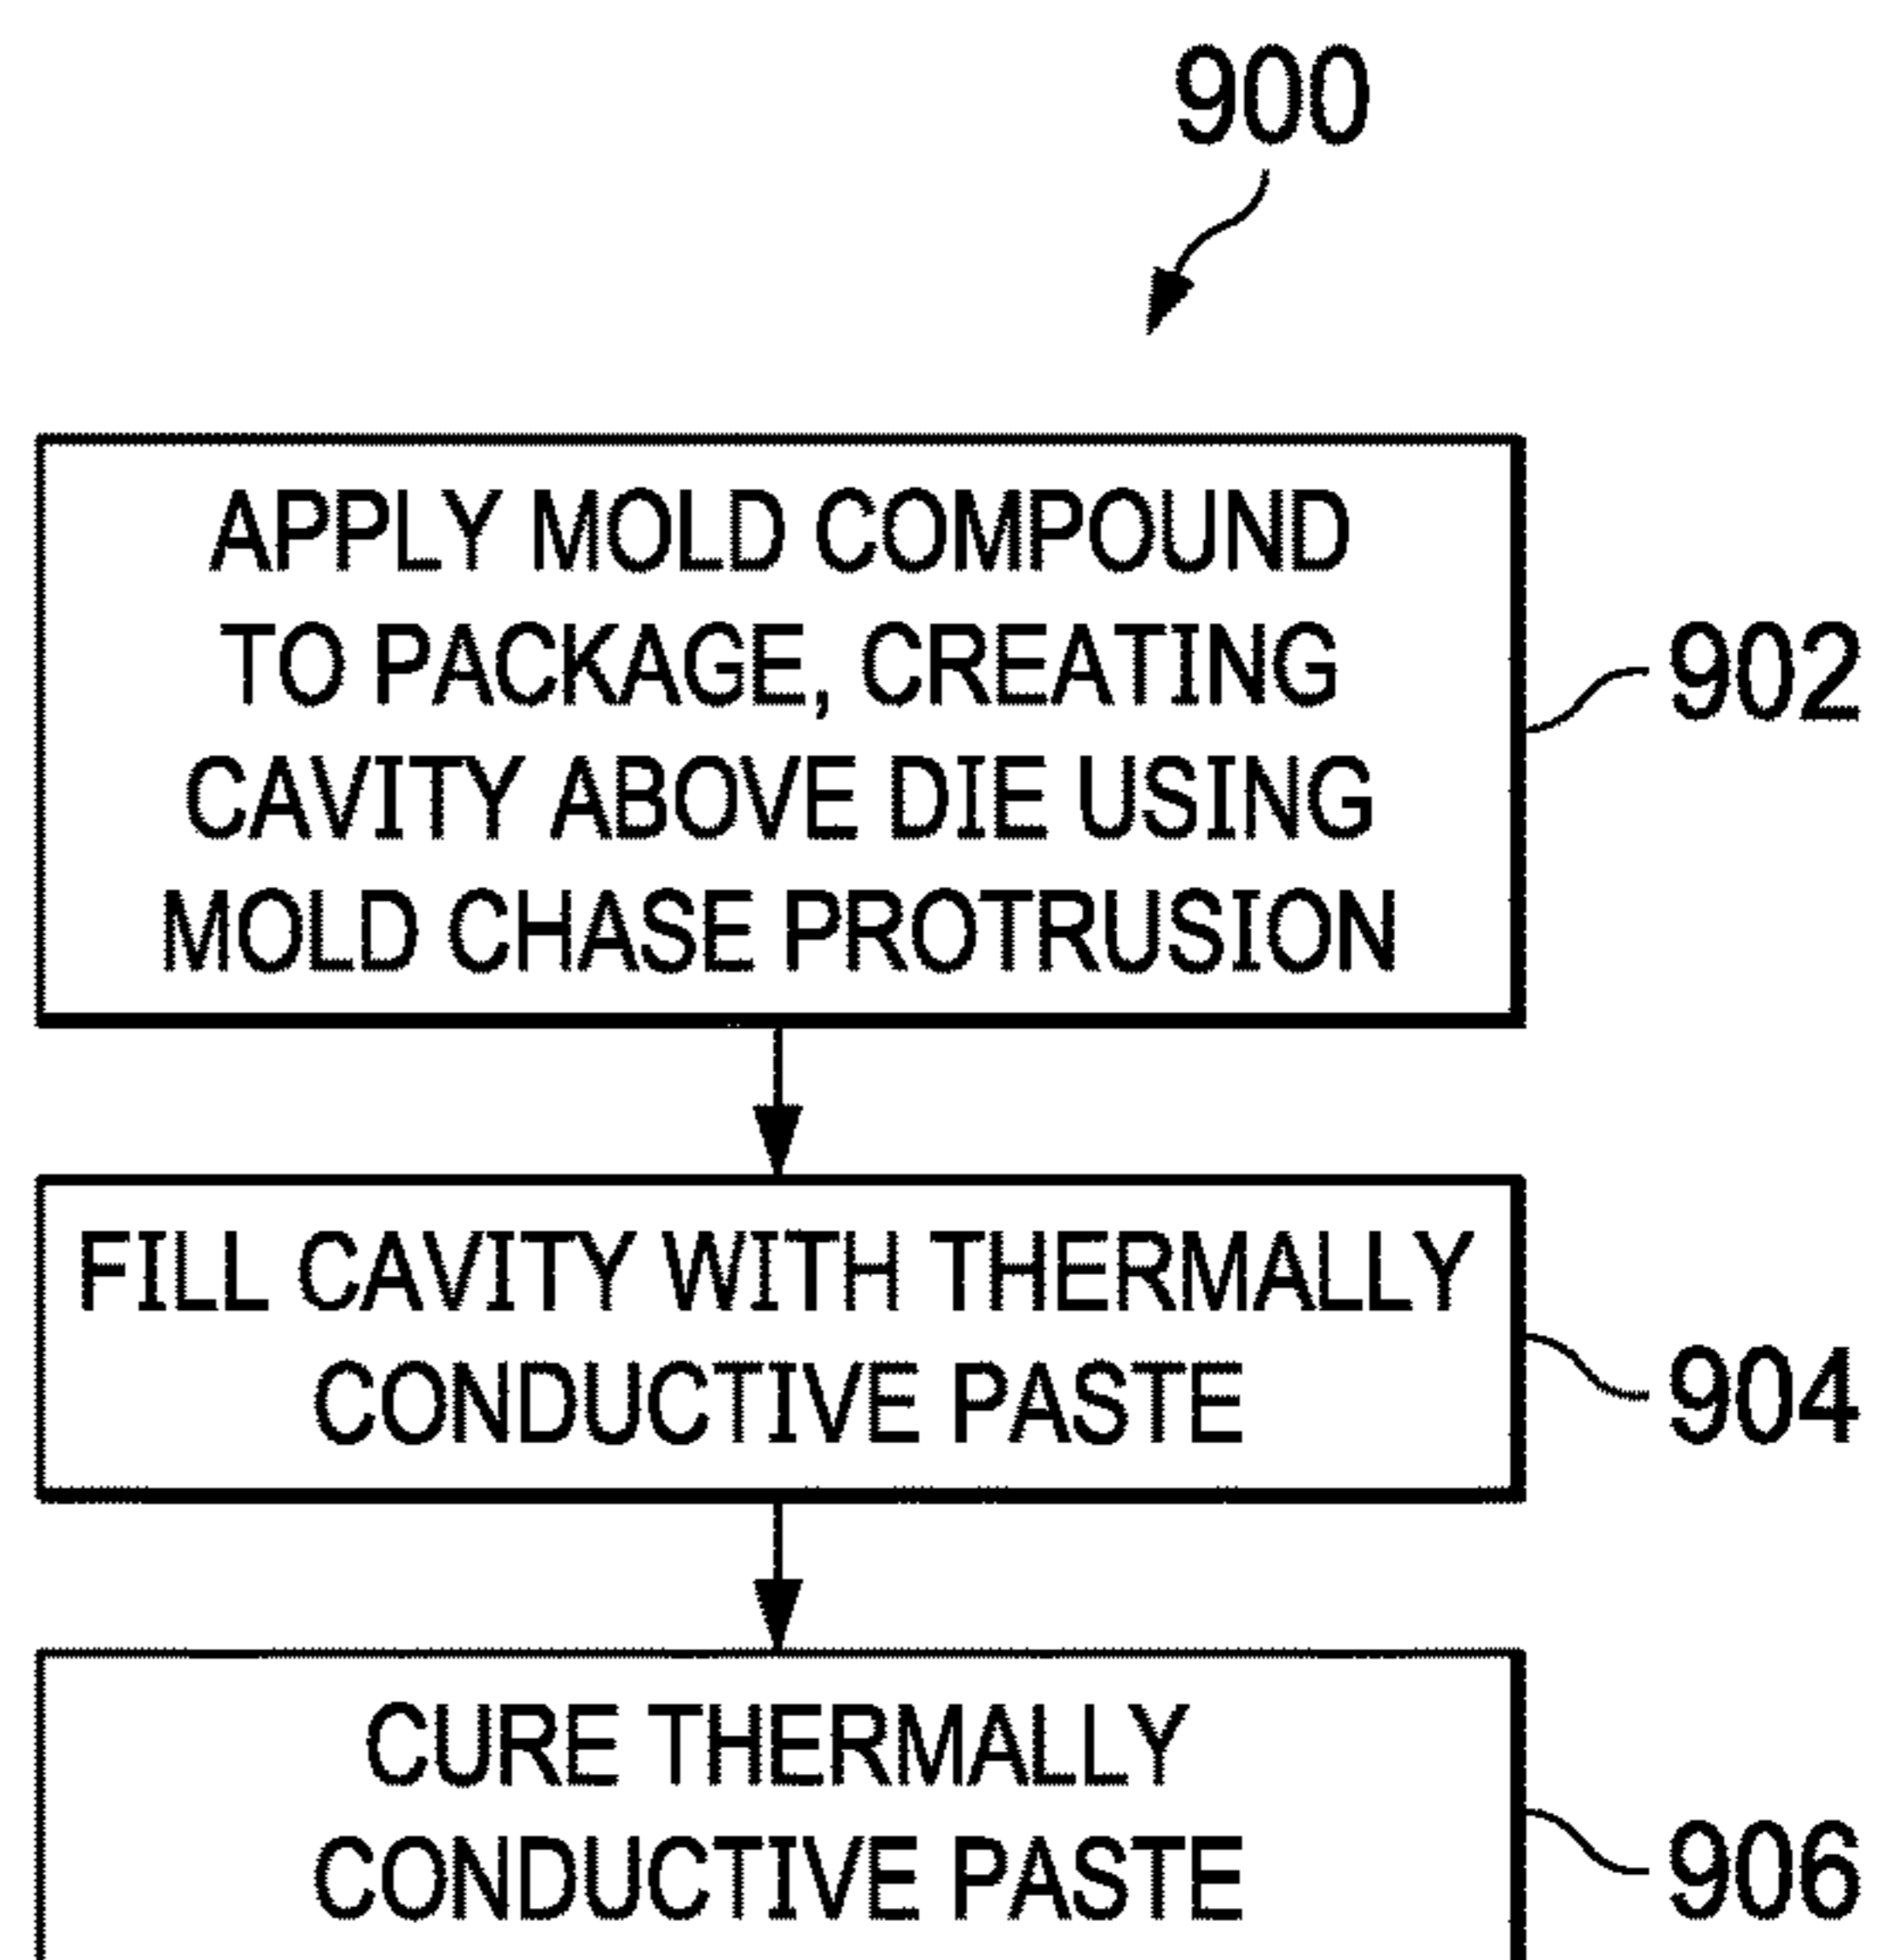 900
APPLY MOLD COMPOUND
TO PACKAGE, CREATING
CAVITY ABOVE DIE USING
MOLD CHASE PROTRUSION
902
FILL CAVITY WITH THERMALLY
CONDUCTIVE PASTE
904
CURE THERMALLY
CONDUCTIVE PASTE
906